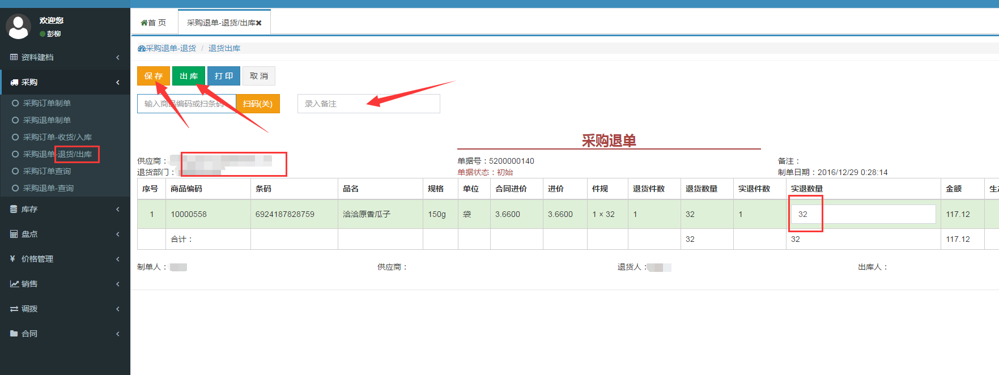 欢迎您
彭柳
资料建档
采购
采购订单制单
采购退单制单
采购订单-收货/入库
采购退单-退货/出库
采购订单查询
采购退单-查询
库存
盘点
¥ 价格管理
销售
调拨
合同
首 页 采购退单-退货/出库
采购退单-退货 / 退货出库
保 存 出 库 打 印 取 消
输入商品编码或扫条码 扫码(关) 录入备注
采购退单
供应商： 单据号：5200000140 备注：
退货部门： 单据状态：初始 制单日期：2016/12/29 0:28:14
序号 商品编码 条码 品名 规格 单位 合同进价 进价 件规 退货件数 退货数量 实退件数 实退数量 金额
1 10000558 6924187828759 洽洽原香瓜子 150g 袋 3.6600 3.6600 1 × 32 1 32 1 32 117.12
合计： 32 32 117.12
制单人： 供应商： 退货人： 出库人：